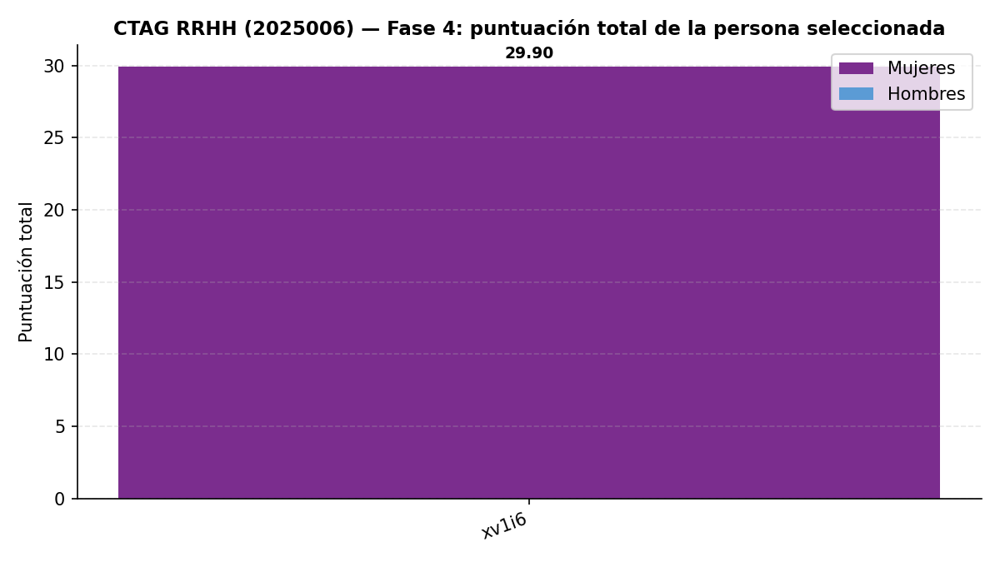 CTAG RRHH (2025006) — Fase 4: puntuación total de la persona seleccionada
29.90
Mujeres
Hombres
Puntuación total
30
25
20
15
10
5
0
xv1i6